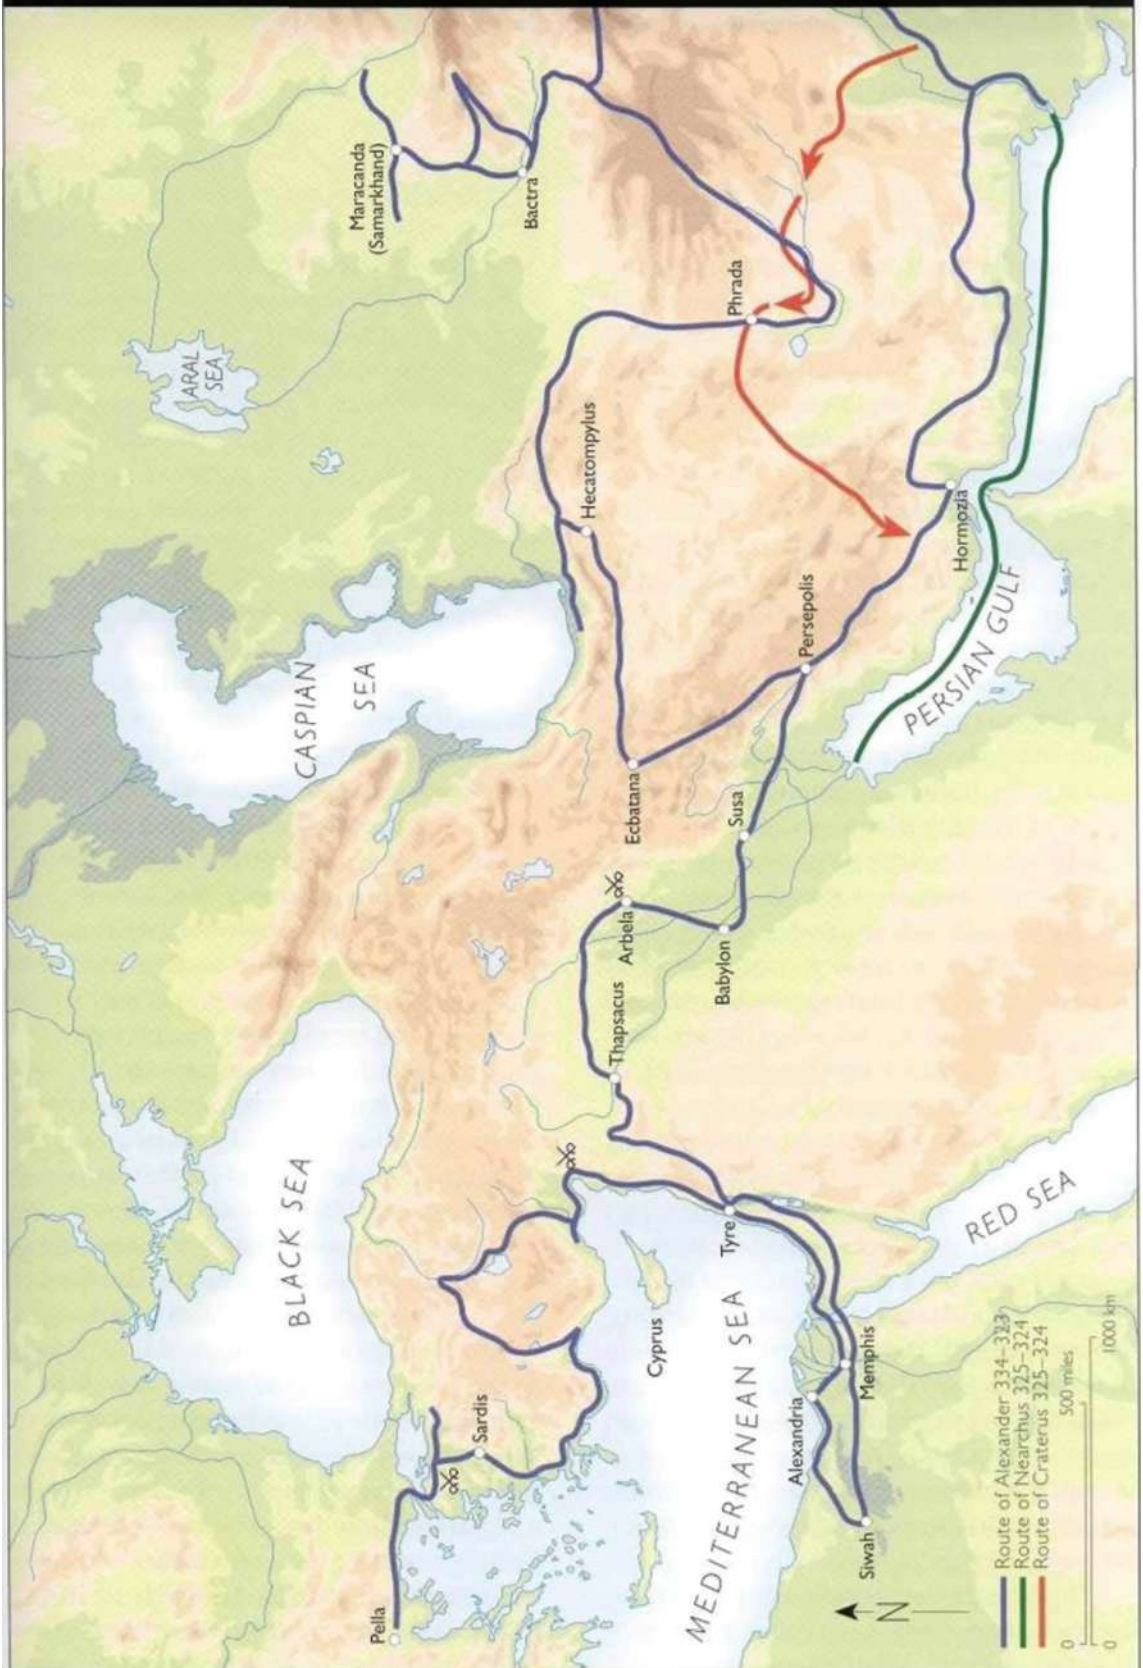 Maracanda
(Samarkhand)
Bactra
ARAL
SEA
Phrada
Hecatompylus
CASPIAN
SEA
Hormozia
Persepolis
PERSIAN GULF
Ecbatana
Susa
Arbela
Babylon
Thapsacus
BLACK SEA
Tyre
RED SEA
Cyprus
Sardis
MEDITERRANEAN SEA
Alexandria
Memphis
Siwah
Pella
N
Route of Alexander 334–323
Route of Nearchus 325–324
Route of Craterus 325–324
0 500 miles
0 1000 km